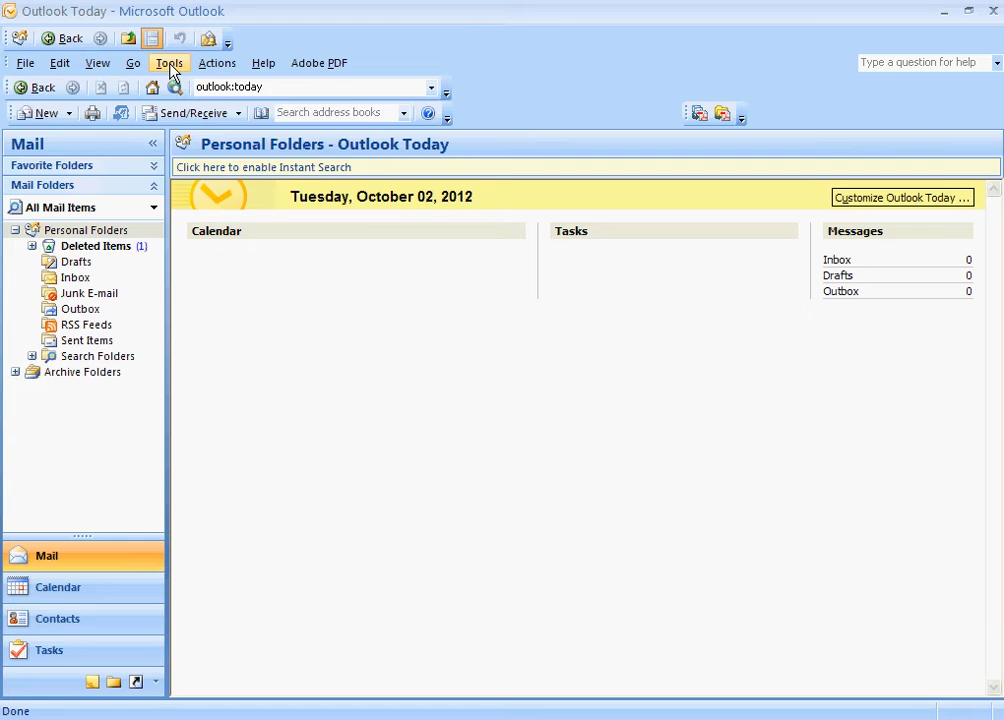 Outlook Today - Microsoft Outlook
Back
File Edit View Go Tools Actions Help Adobe PDF
Type a question for help
Back outlook:today
New Send/Receive Search address books
Mail «
Favorite Folders
Mail Folders
All Mail Items
Personal Folders
Deleted Items (1)
Drafts
Inbox
Junk E-mail
Outbox
RSS Feeds
Sent Items
Search Folders
Archive Folders
Mail
Calendar
Contacts
Tasks
Personal Folders - Outlook Today
Click here to enable Instant Search
Tuesday, October 02, 2012
Customize Outlook Today ...
Calendar
Tasks
Messages
Inbox 0
Drafts 0
Outbox 0
Done